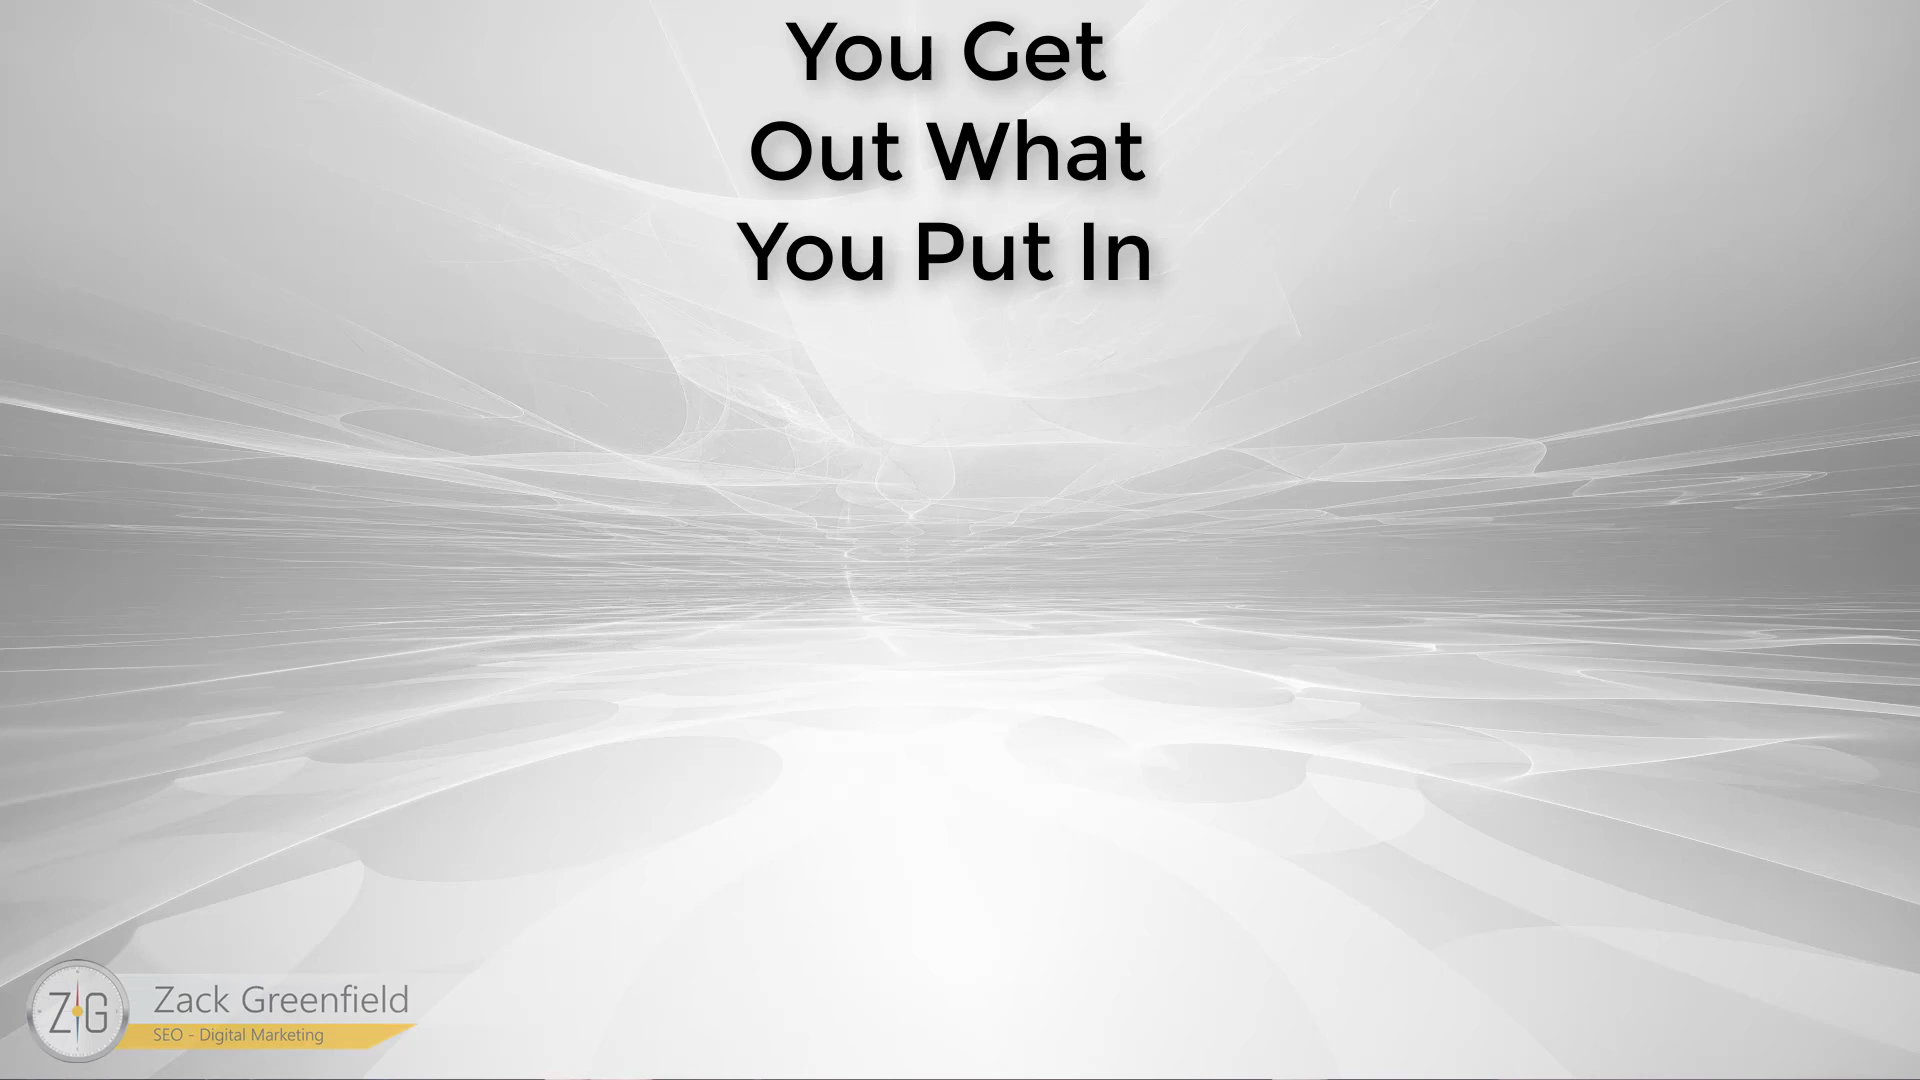 You Get
Out What
You Put In
ZG
Zack Greenfield
SEO - Digital Marketing